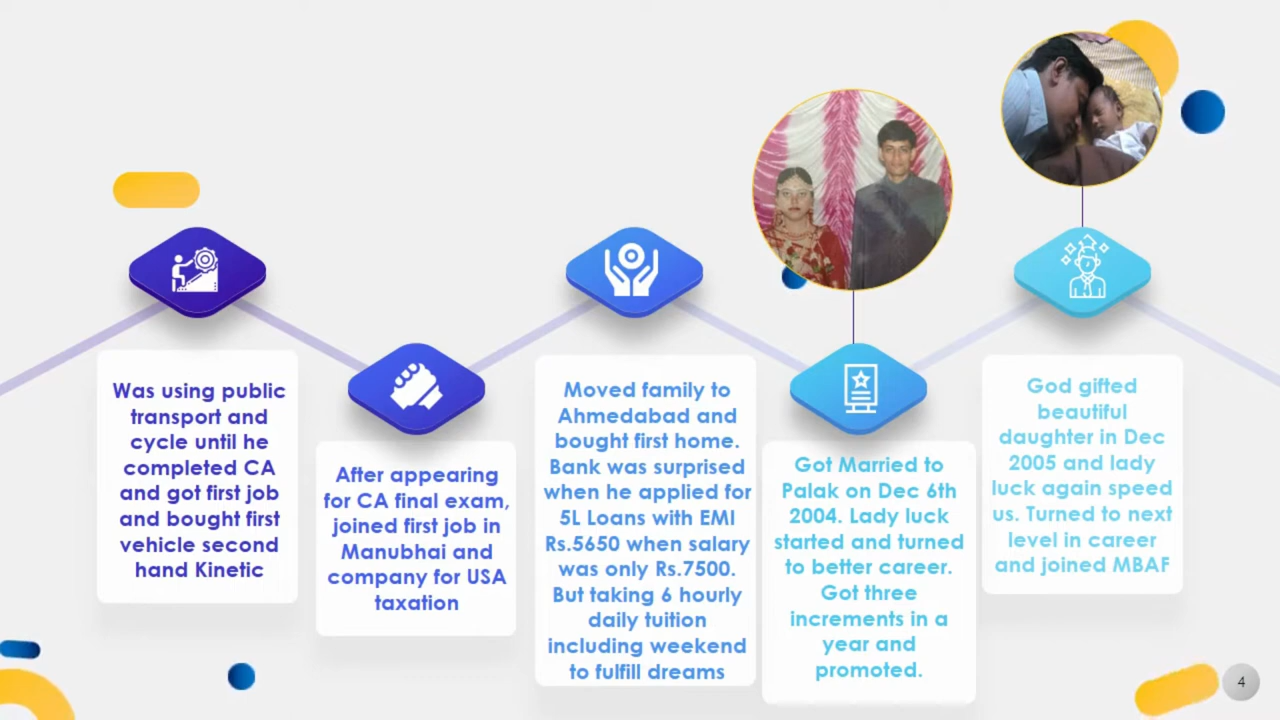 Was using public
transport and
cycle until he
completed CA
and got first job
and bought first
vehicle second
hand Kinetic
After appearing
for CA final exam,
joined first job in
Manubhai and
company for USA
taxation
Moved family to
Ahmedabad and
bought first home.
Bank was surprised
when he applied for
5L Loans with EMI
Rs.5650 when salary
was only Rs.7500.
But taking 6 hourly
daily tuition
including weekend
to fulfill dreams
Got Married to
Palak on Dec 6th
2004. Lady luck
started and turned
to better career.
Got three
increments in a
year and
promoted.
God gifted
beautiful
daughter in Dec
2005 and lady
luck again speed
us. Turned to next
level in career
and joined MBAF
4